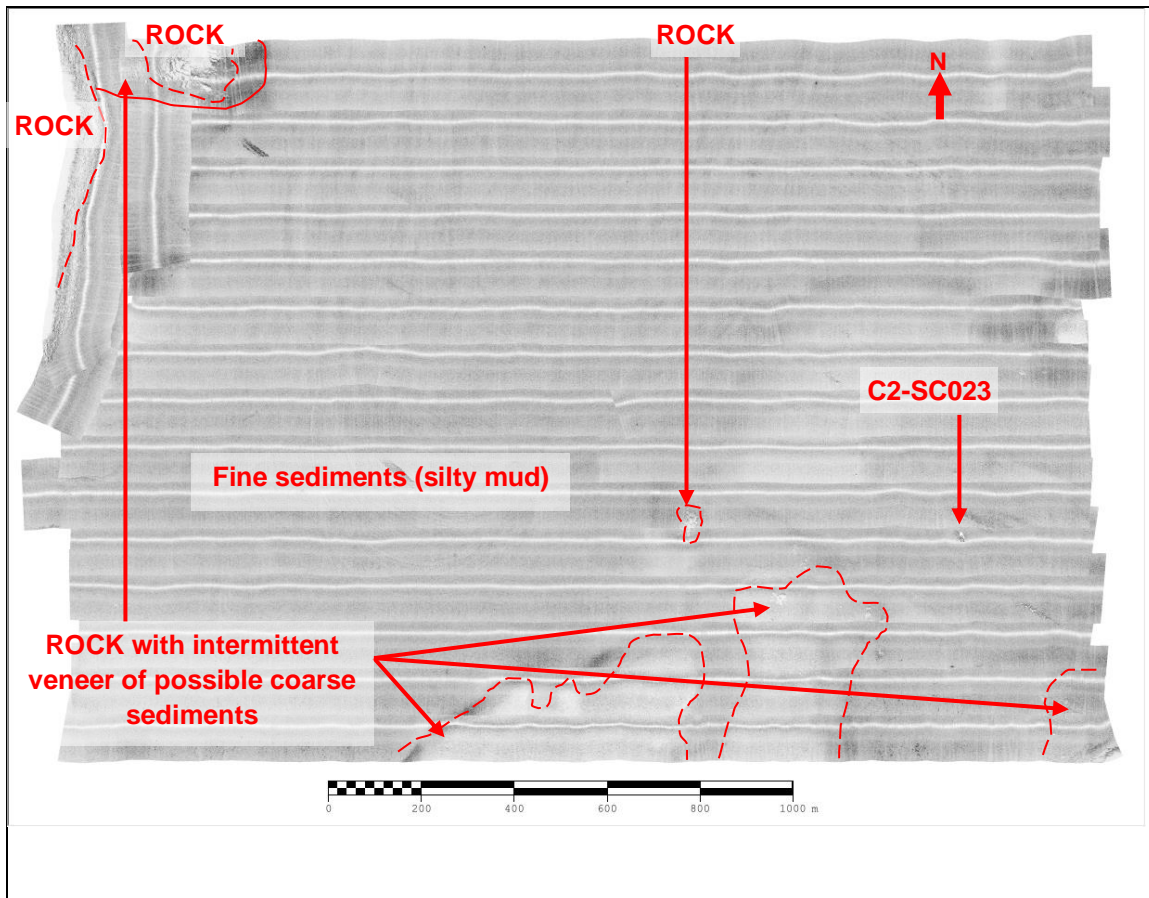 ROCK
ROCK
N
ROCK
C2-SC023
Fine sediments (silty mud)
ROCK with intermittent
veneer of possible coarse
sediments
0 200 400 600 800 1000 m